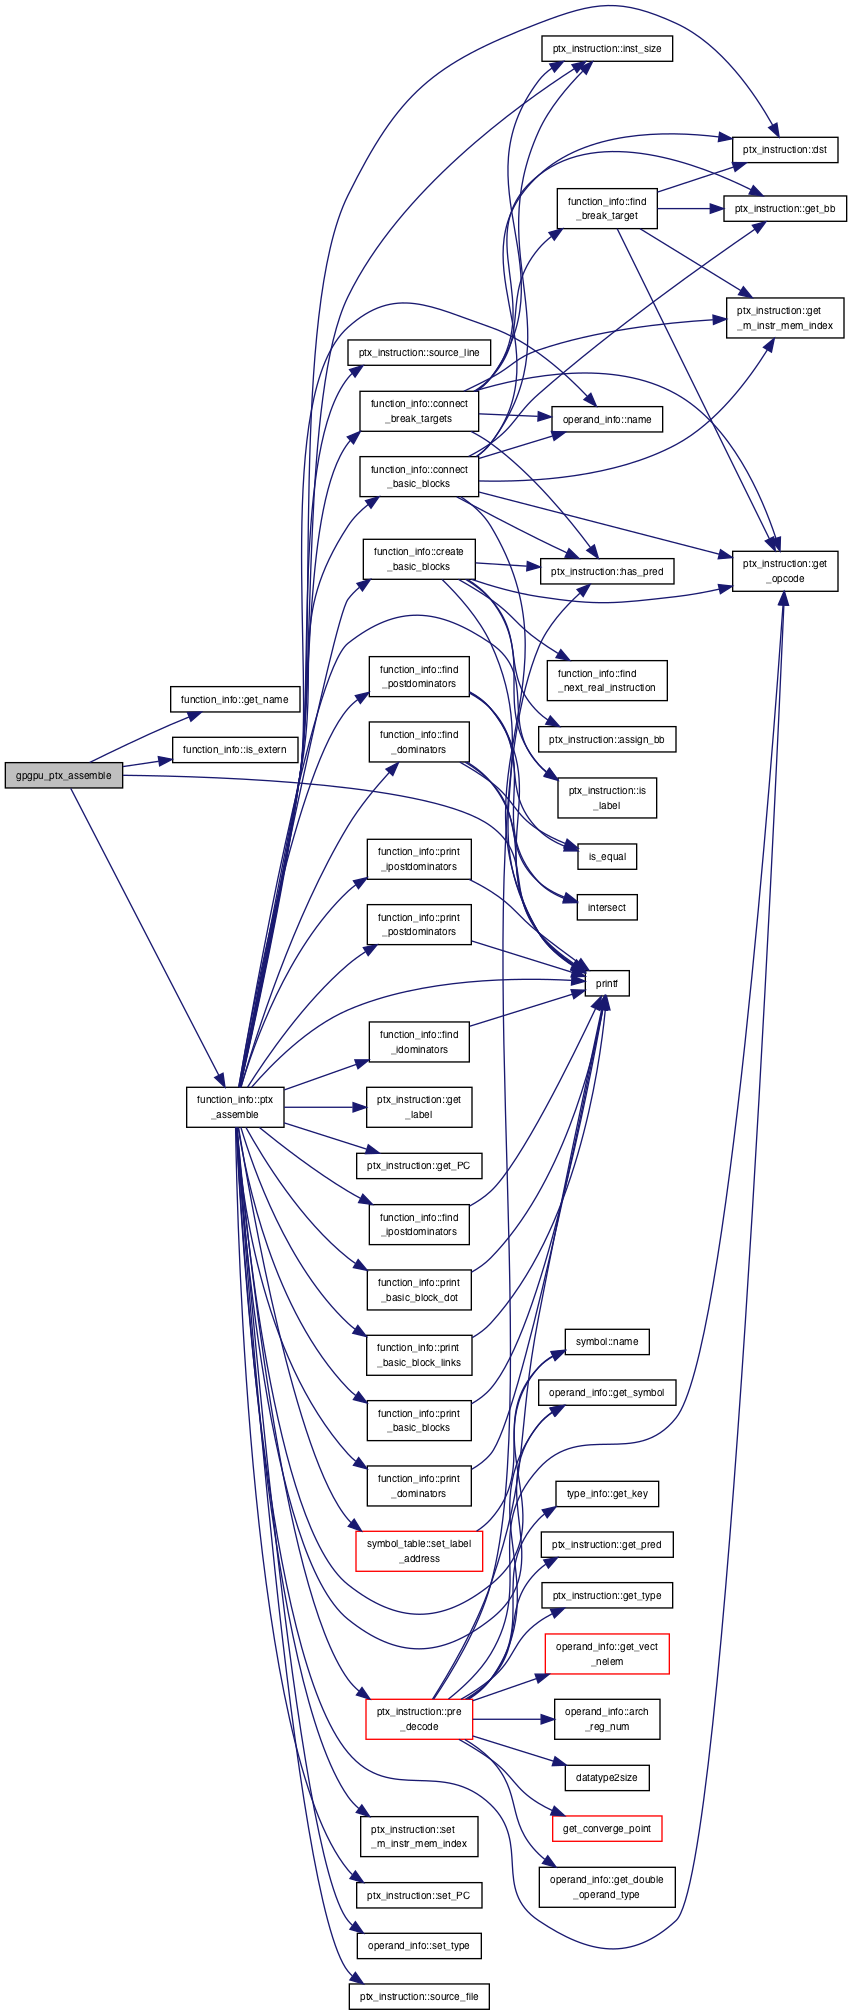 ptx_instruction::inst_size
ptx_instruction::dst
function_info::find
_break_target
ptx_instruction::get_bb
ptx_instruction::get
_m_instr_mem_index
ptx_instruction::source_line
function_info::connect
_break_targets
operand_info::name
function_info::connect
_basic_blocks
function_info::create
_basic_blocks
ptx_instruction::has_pred
ptx_instruction::get
_opcode
function_info::find
_postdominators
function_info::find
_next_real_instruction
function_info::get_name
function_info::find
_dominators
ptx_instruction::assign_bb
function_info::is_extern
gpgpu_ptx_assemble
ptx_instruction::is
_label
function_info::print
_ipostdominators
is_equal
intersect
function_info::print
_postdominators
printf
function_info::find
_idominators
function_info::ptx
_assemble
ptx_instruction::get
_label
ptx_instruction::get_PC
function_info::find
_ipostdominators
function_info::print
_basic_block_dot
function_info::print
_basic_block_links
symbol::name
operand_info::get_symbol
function_info::print
_basic_blocks
function_info::print
_dominators
type_info::get_key
symbol_table::set_label
_address
ptx_instruction::get_pred
ptx_instruction::get_type
operand_info::get_vect
_nelem
ptx_instruction::pre
_decode
operand_info::arch
_reg_num
datatype2size
ptx_instruction::set
_m_instr_mem_index
get_converge_point
operand_info::get_double
_operand_type
ptx_instruction::set_PC
operand_info::set_type
ptx_instruction::source_file